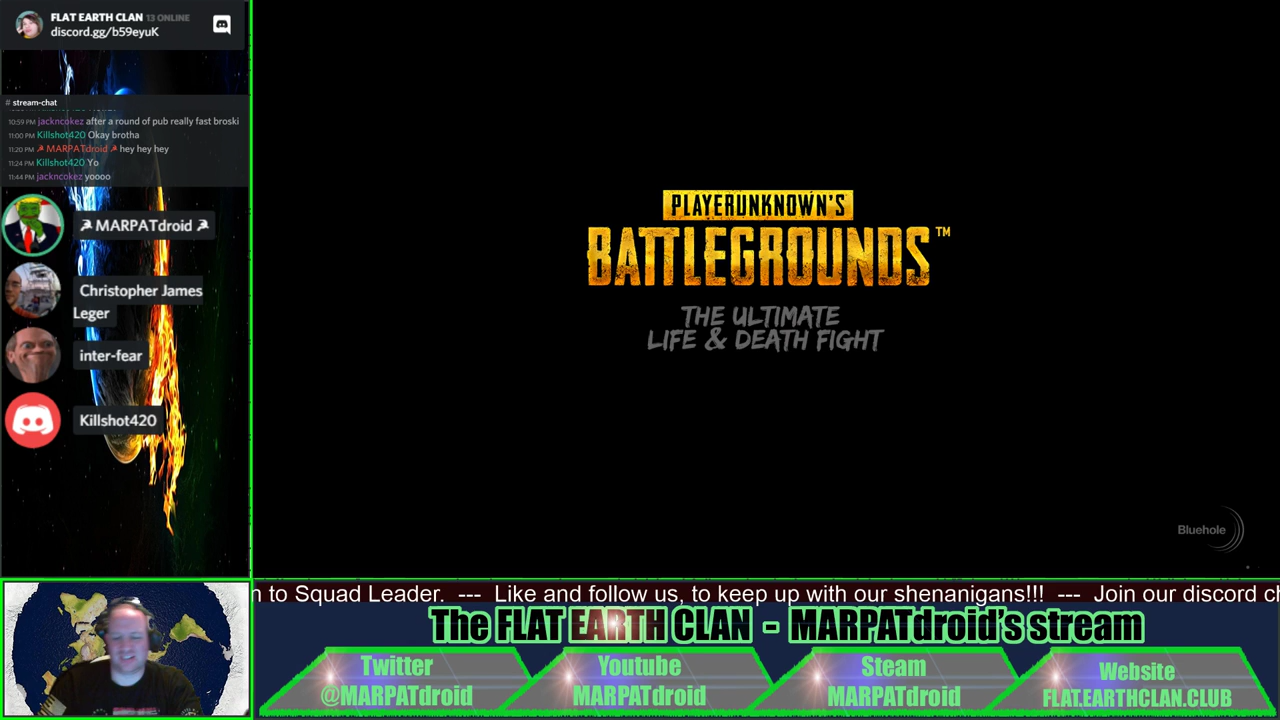 FLAT EARTH CLAN 13 ONLINE
discord.gg/b59eyuK
# stream-chat
10:59 PM jackncokez after a round of pub really fast broski
11:00 PM Killshot420 Okay brotha
11:20 PM ☭ MARPATdroid ☭ hey hey hey
11:24 PM Killshot420 Yo
11:44 PM jackncokez yoooo
☭ MARPATdroid ☭
Christopher James
Leger
inter-fear
Killshot420
PLAYERUNKNOWN'S
BATTLEGROUNDS™
THE ULTIMATE
LIFE & DEATH FIGHT
Bluehole
to Squad Leader. --- Like and follow us, to keep up with our shenanigans!!! --- Join our discord
The FLAT EARTH CLAN - MARPATdroid's stream
Twitter
@MARPATdroid
Youtube
MARPATdroid
Steam
MARPATdroid
Website
FLAT.EARTHCLAN.CLUB